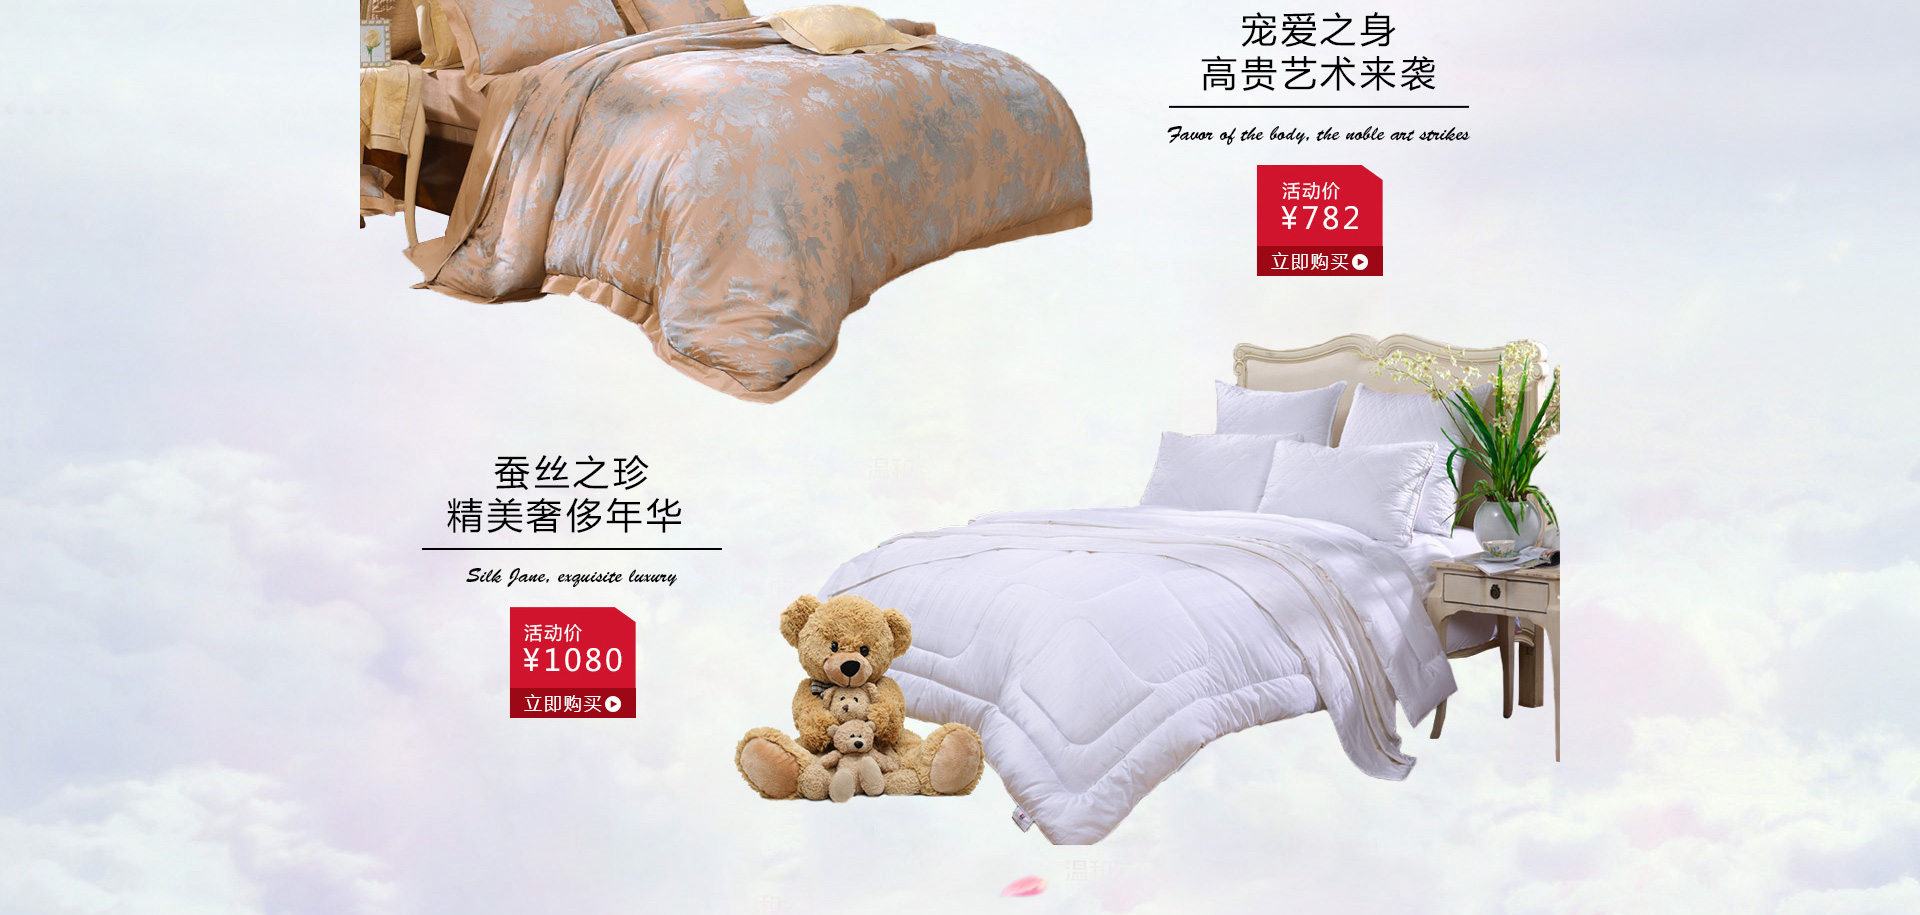 宠爱之身
高贵艺术来袭
Favor of the body, the noble art strikes
活动价
¥782
立即购买
蚕丝之珍
精美奢侈年华
Silk Jane, exquisite luxury
活动价
¥1080
立即购买